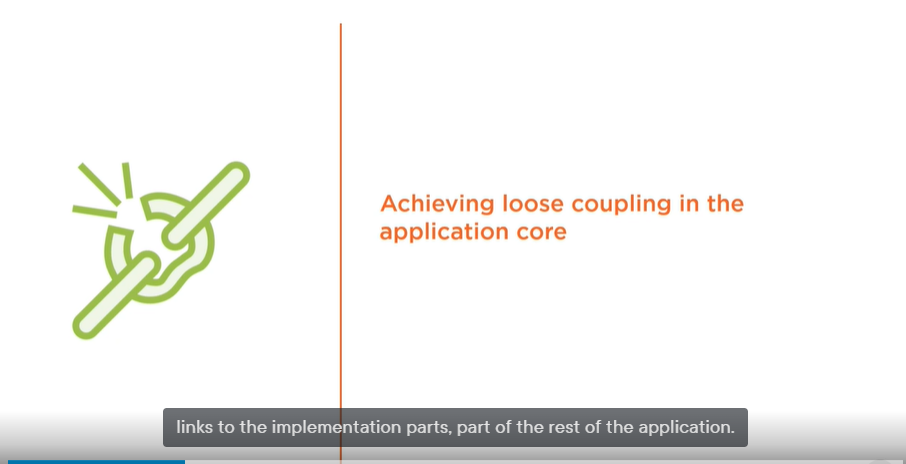 Achieving loose coupling in the
application core
links to the implementation parts, part of the rest of the application.